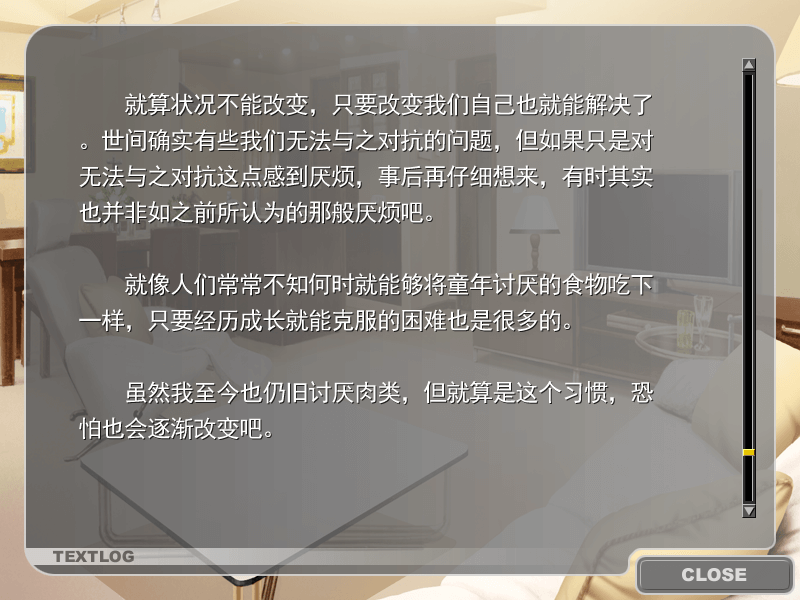 就算状况不能改变，只要改变我们自己也就能解决了
。世间确实有些我们无法与之对抗的问题，但如果只是对
无法与之对抗这点感到厌烦，事后再仔细想来，有时其实
也并非如之前所认为的那般厌烦吧。
就像人们常常不知何时就能够将童年讨厌的食物吃下
一样，只要经历成长就能克服的困难也是很多的。
虽然我至今也仍旧讨厌肉类，但就算是这个习惯，恐
怕也会逐渐改变吧。
TEXTLOG
CLOSE